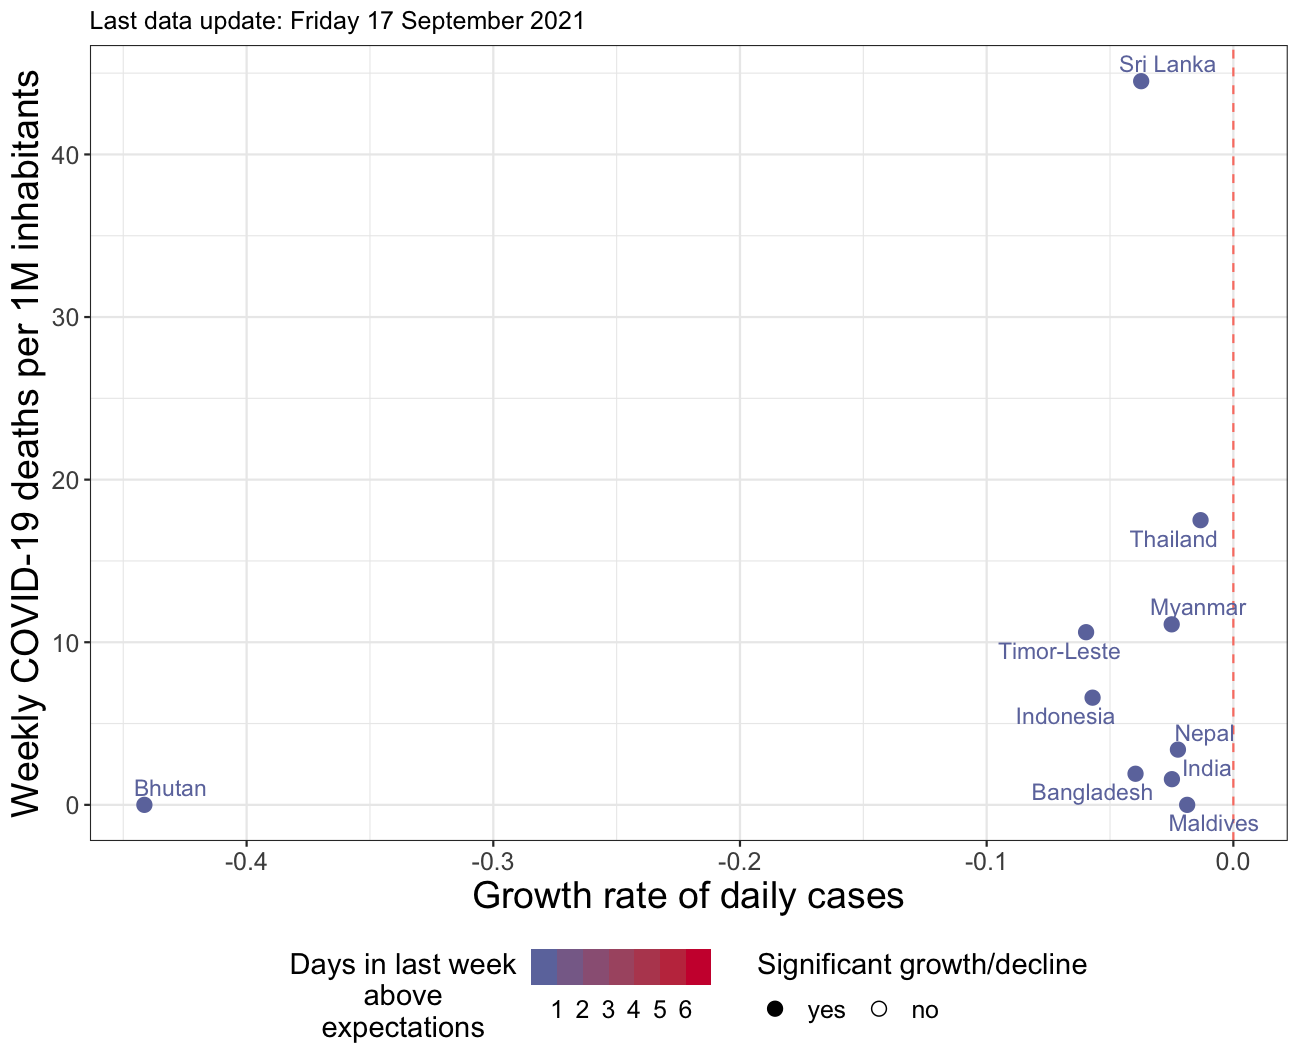 Last data update: Friday 17 September 2021
Weekly COVID-19 deaths per 1M inhabitants
40
30
20
10
0
Sri Lanka
Thailand
Myanmar
Timor-Leste
Indonesia
Nepal
India
Bangladesh
Bhutan
Maldives
-0.4
-0.3
-0.2
-0.1
0.0
Growth rate of daily cases
Days in last week
above
expectations
1 2 3 4 5 6
Significant growth/decline
yes
no